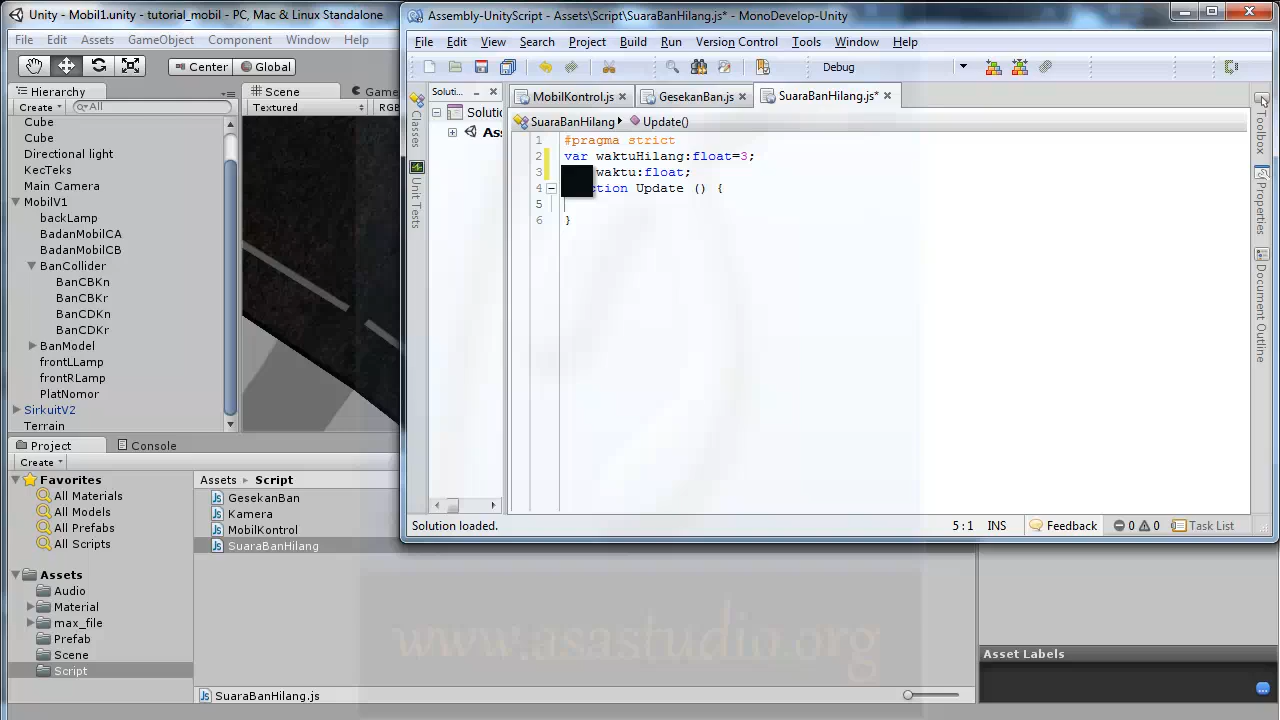 Unity - Mobil1.unity - tutorial_mobil - PC, Mac & Linux Standalone
File Edit Assets GameObject Component Window Help
Center Global
Hierarchy
Create All
Cube
Cube
Directional light
KecTeks
Main Camera
MobilV1
backLamp
BadanMobilCA
BadanMobilCB
BanCollider
BanCBKn
BanCBKr
BanCDKn
BanCDKr
BanModel
frontLLamp
frontRLamp
PlatNomor
SirkuitV2
Terrain
Scene Game
Textured RGB
Assembly-UnityScript - Assets\Script\SuaraBanHilang.js* - MonoDevelop-Unity
File Edit View Search Project Build Run Version Control Tools Window Help
Debug
Solutio...
Solutio
As
Classes
Unit Tests
MobilKontrol.js GesekanBan.js SuaraBanHilang.js*
SuaraBanHilang Update()
1 #pragma strict
2 var waktuHilang:float=3;
3 waktu:float;
4 ction Update () {
5
6 }
Toolbox
Properties
Document Outline
Solution loaded.
5 : 1 INS Feedback 0 0 Task List
Project Console
Create
Favorites
All Materials
All Models
All Prefabs
All Scripts
Assets
Audio
Material
max_file
Prefab
Scene
Script
Assets Script
GesekanBan
Kamera
MobilKontrol
SuaraBanHilang
SuaraBanHilang.js
www.asastudio.org
Asset Labels